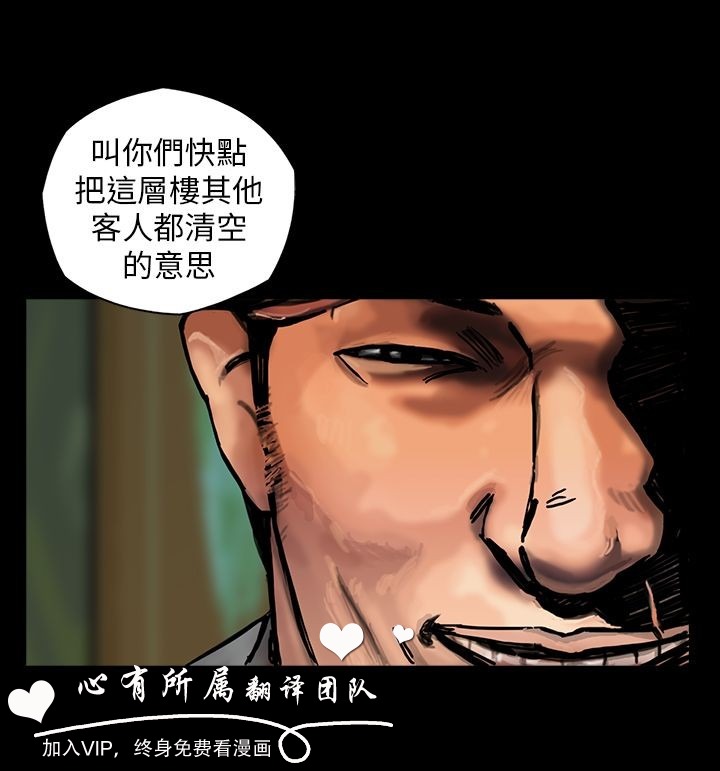 叫你們快點
把這層樓其他
客人都清空
的意思
心有所属翻译团队
加入VIP，终身免费看漫画